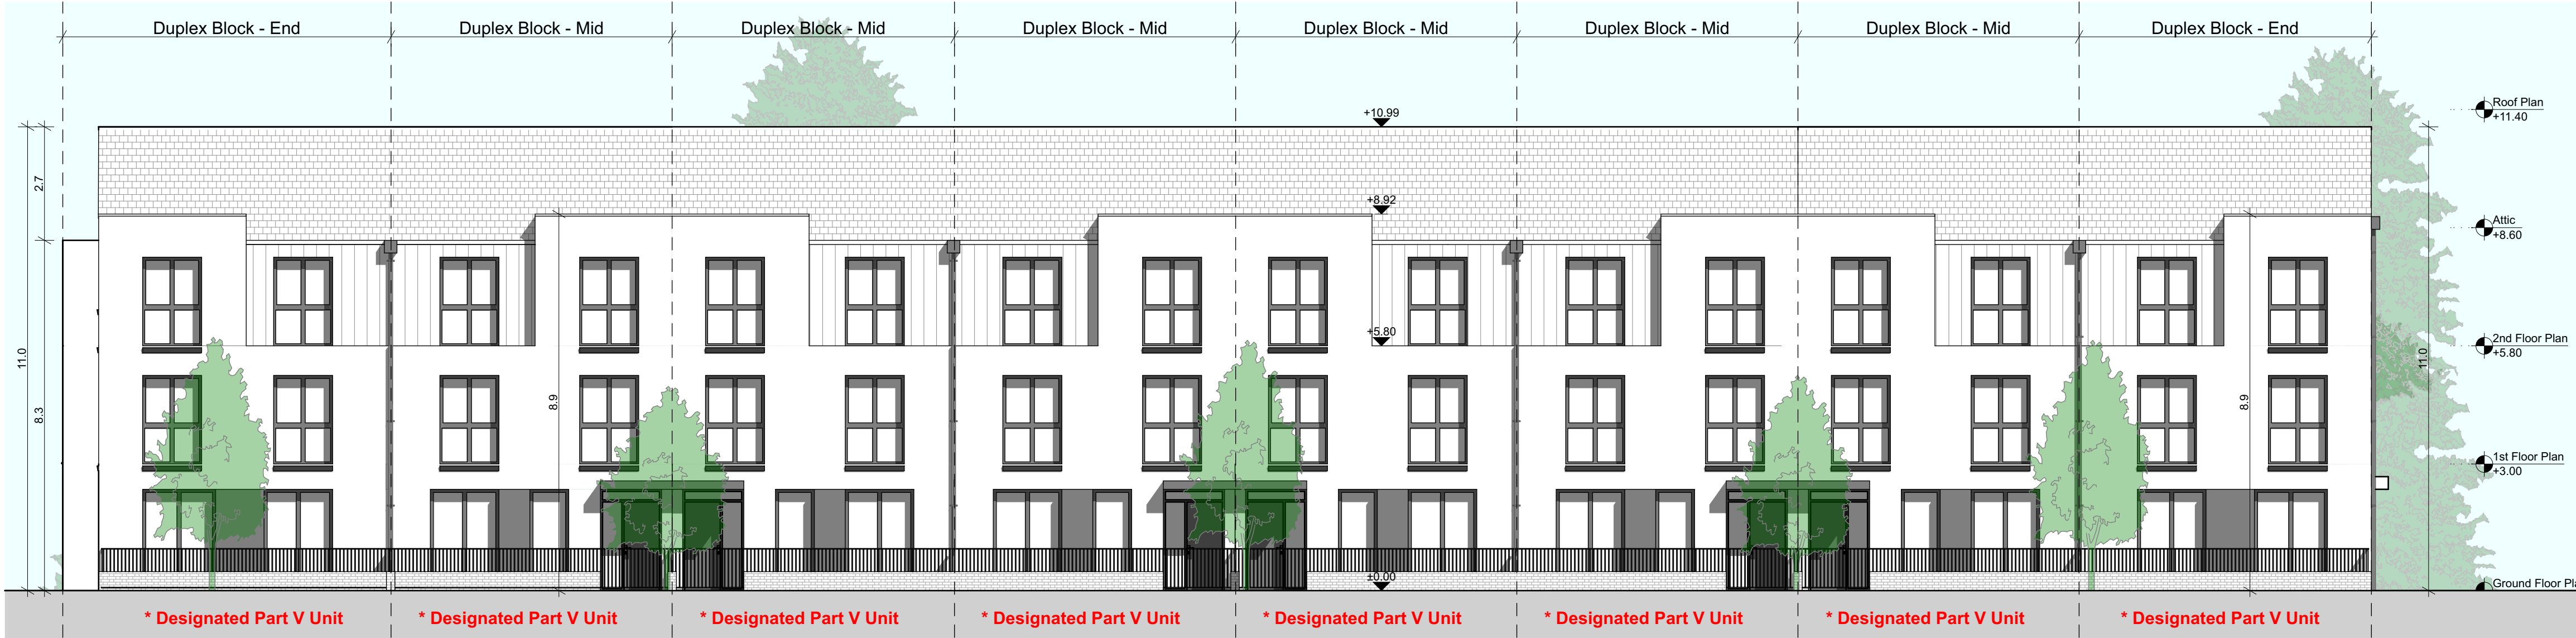 Duplex Block - End
Duplex Block - Mid
Duplex Block - Mid
Duplex Block - Mid
Duplex Block - Mid
Duplex Block - Mid
Duplex Block - Mid
Duplex Block - End
+10.99
Roof Plan
+11.40
2.7
+8.92
Attic
+8.60
+5.80
2nd Floor Plan
+5.80
11.0
11.0
8.3
8.9
8.9
1st Floor Plan
+3.00
±0.00
Ground Floor Pla
* Designated Part V Unit
* Designated Part V Unit
* Designated Part V Unit
* Designated Part V Unit
* Designated Part V Unit
* Designated Part V Unit
* Designated Part V Unit
* Designated Part V Unit